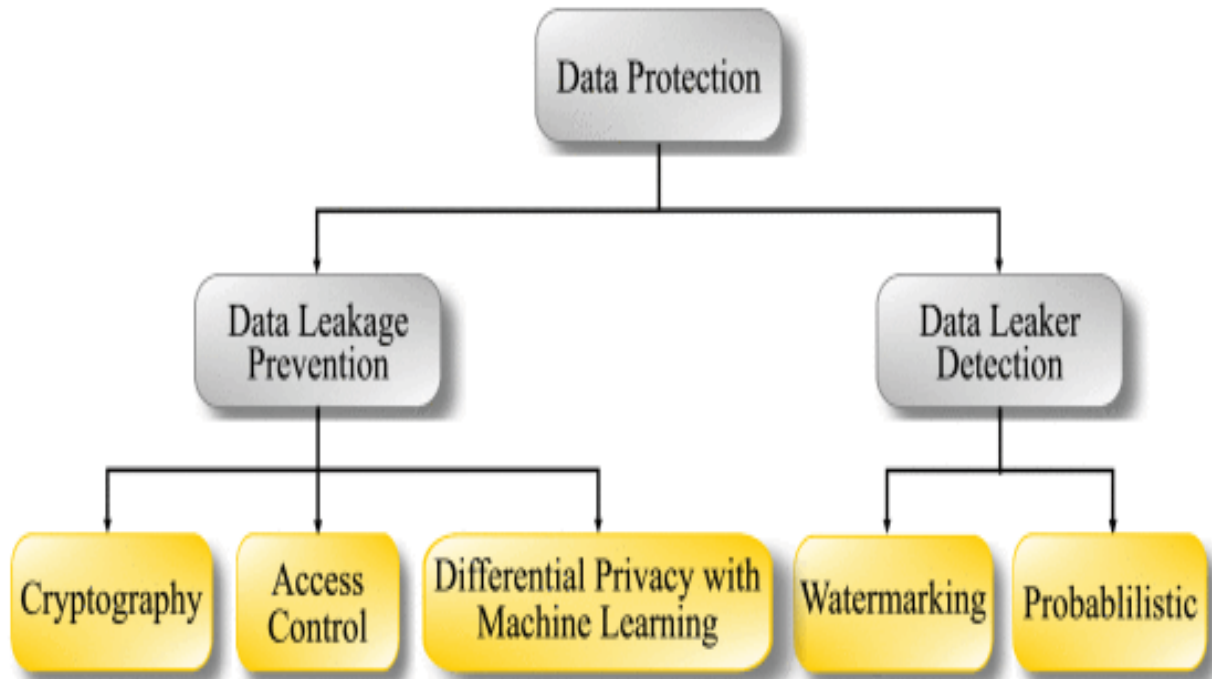 Data Protection
Data Leakage
Prevention
Data Leaker
Detection
Cryptography
Access
Control
Differential Privacy with
Machine Learning
Watermarking
Probablilistic